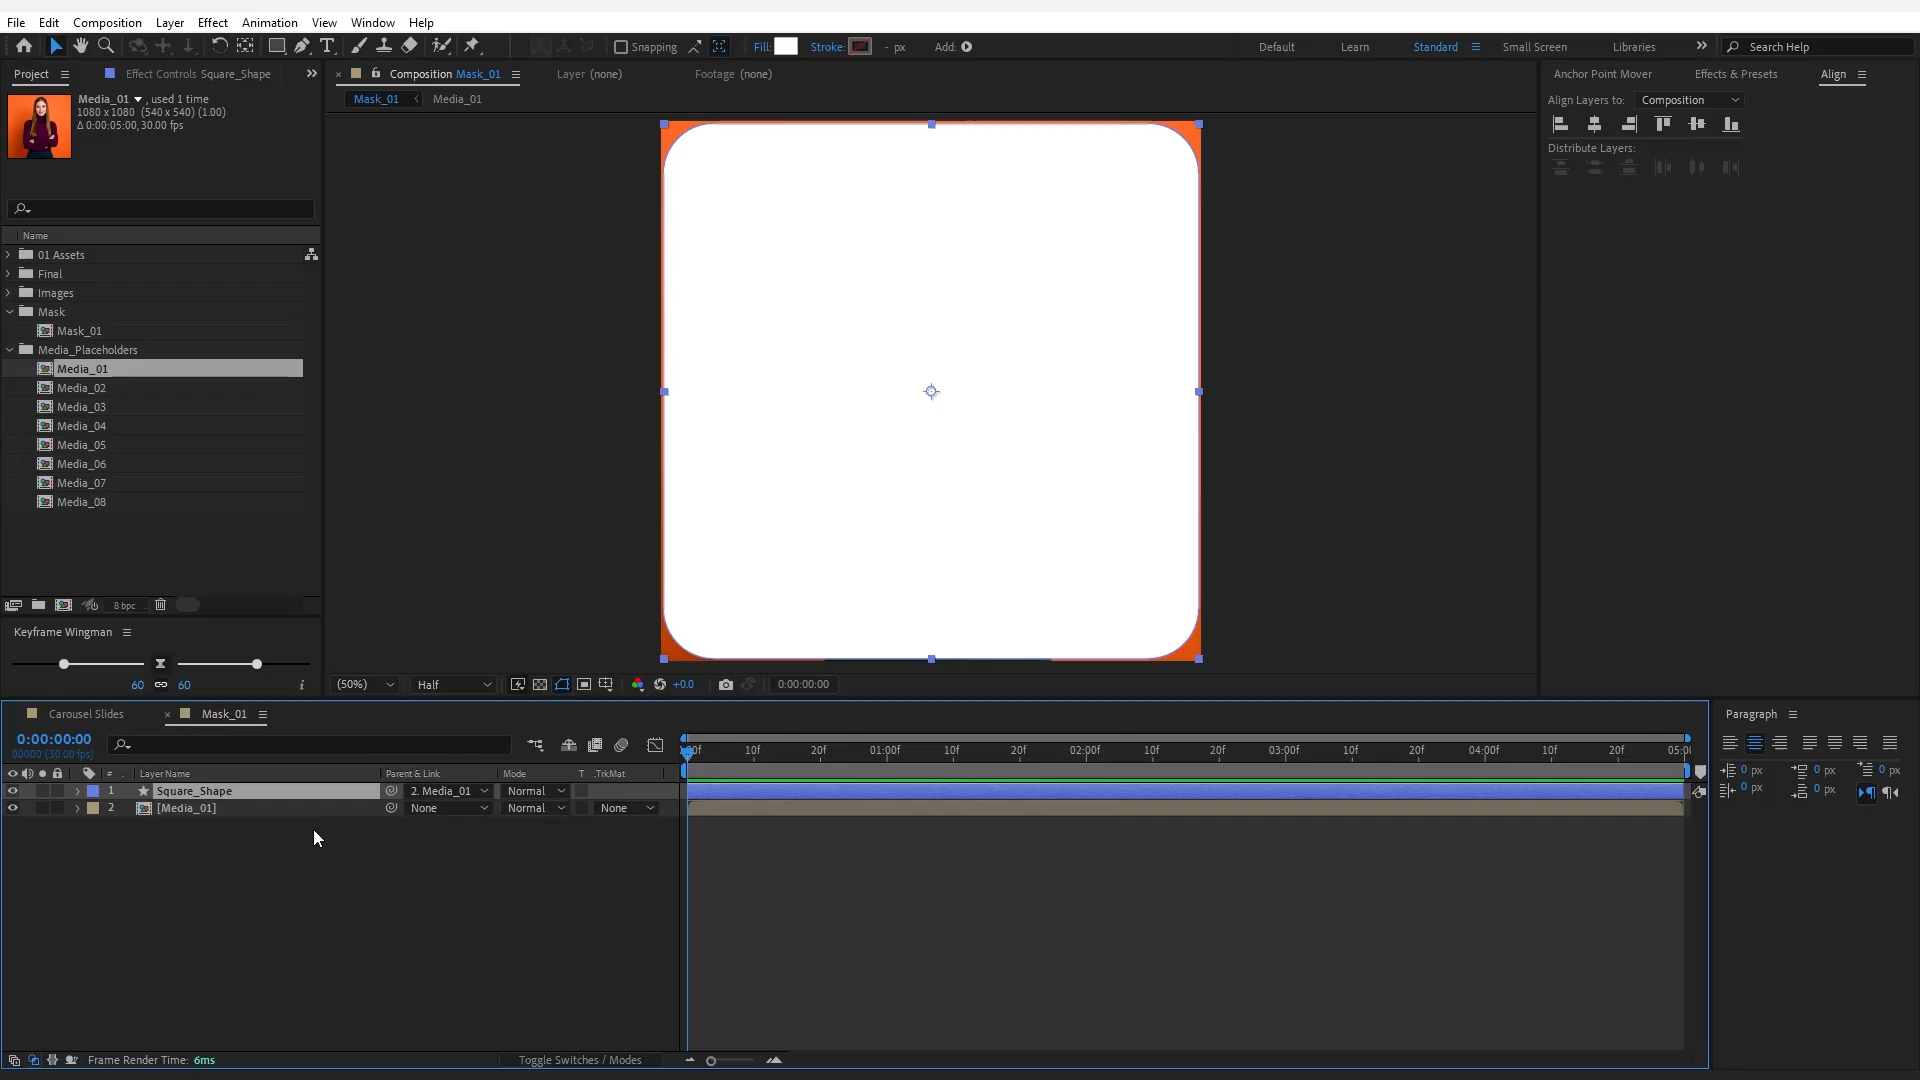 File Edit Composition Layer Effect Animation View Window Help
Snapping Fill: Stroke: - px Add: Default Learn Standard Small Screen Libraries Search Help
Project Effect Controls Square_Shape
Composition Mask_01 Layer (none) Footage (none)
Anchor Point Mover Effects & Presets Align
Media_01 , used 1 time
1080 x 1080 (540 x 540) (1.00)
Δ 0:00:05:00, 30.00 fps
Mask_01 Media_01
Align Layers to: Composition
Distribute Layers:
Name
01 Assets
Final
Images
Mask
Mask_01
Media_Placeholders
Media_01
Media_02
Media_03
Media_04
Media_05
Media_06
Media_07
Media_08
8 bpc
Keyframe Wingman
60 60
(50%) Half +0.0 0:00:00:00
Carousel Slides Mask_01
Paragraph
0:00:00:00
00000 (30.00 fps)
10f 20f 01:00f 10f 20f 02:00f 10f 20f 03:00f 10f 20f 04:00f 10f 20f
# Layer Name Parent & Link Mode T .TrkMat
1 Square_Shape 2. Media_01 Normal
2 [Media_01] None Normal None
0 px 0 px 0 px
0 px 0 px
Frame Render Time: 6ms Toggle Switches / Modes